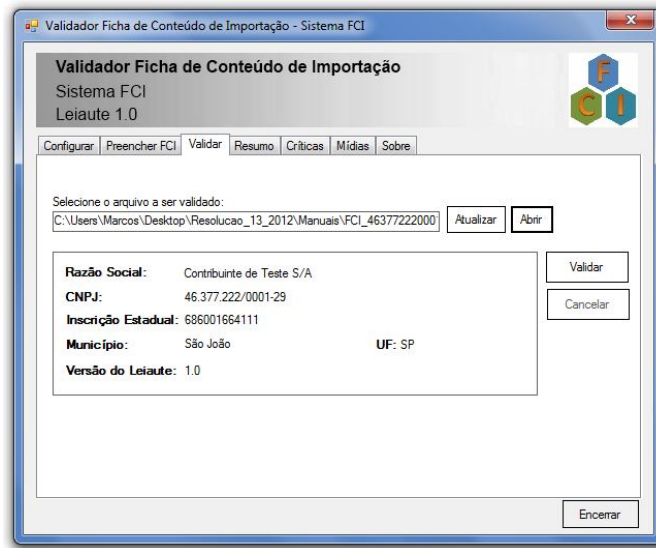 Validador Ficha de Conteúdo de Importação - Sistema FCI
Validador Ficha de Conteúdo de Importação
Sistema FCI
Leiaute 1.0
F
C I
Configurar Preencher FCI Validar Resumo Críticas Mídias Sobre
Selecione o arquivo a ser validado:
C:\Users\Marcos\Desktop\Resolucao_13_2012\Manuais\FCI_46377222000 Atualizar Abrir
Razão Social: Contribuinte de Teste S/A Validar
CNPJ: 46.377.222/0001-29
Cancelar
Inscrição Estadual: 686001664111
Município: São João UF: SP
Versão do Leiaute: 1.0
Encerrar